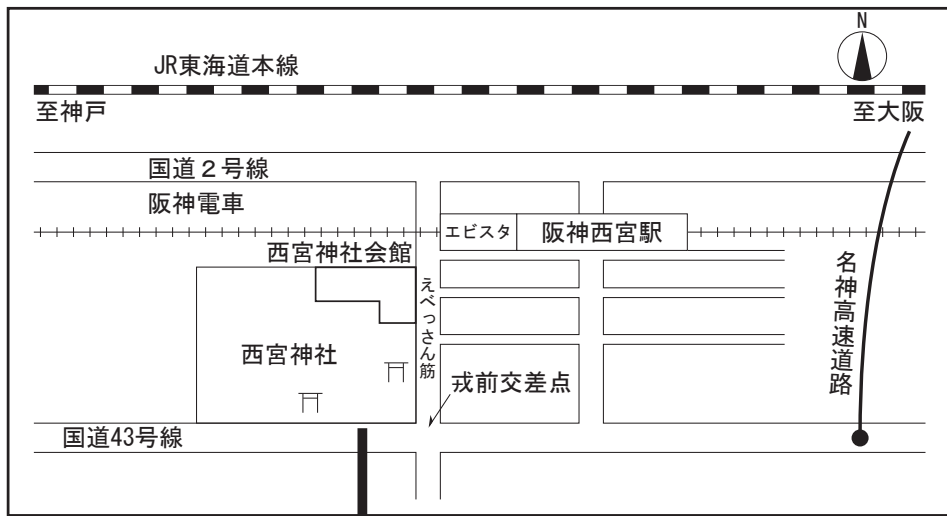 N
JR東海道本線
至神戸
至大阪
国道２号線
阪神電車
エビスタ
阪神西宮駅
西宮神社会館
えべっさん筋
名神高速道路
西宮神社
戎前交差点
国道43号線